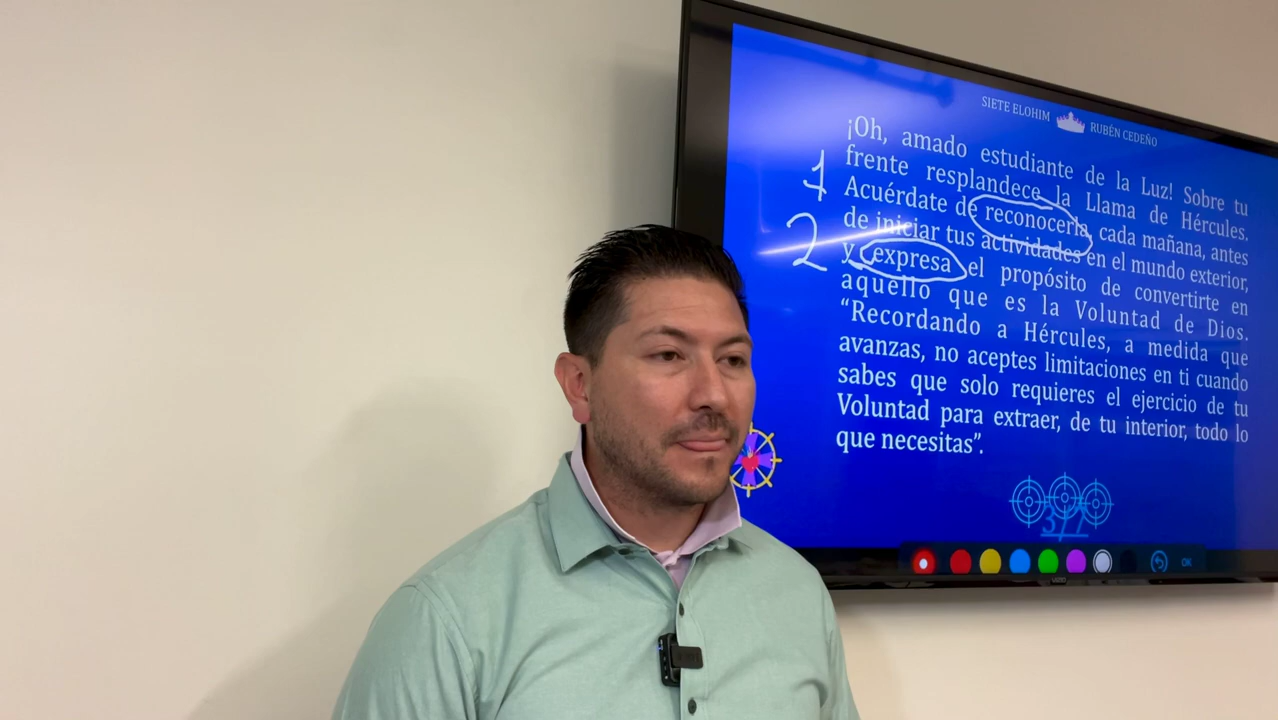 SIETE ELOHIM RUBÉN CEDEÑO
¡Oh, amado estudiante de la Luz! Sobre tu
frente resplandece la Llama de Hércules.
Acuérdate de reconocerla, cada mañana, antes
de iniciar tus actividades en el mundo exterior,
y expresa el propósito de convertirte en
aquello que es la Voluntad de Dios.
“Recordando a Hércules, a medida que
avanzas, no aceptes limitaciones en ti cuando
sabes que solo requieres el ejercicio de tu
Voluntad para extraer, de tu interior, todo lo
que necesitas”.
1
2
377
OK
VIZIO